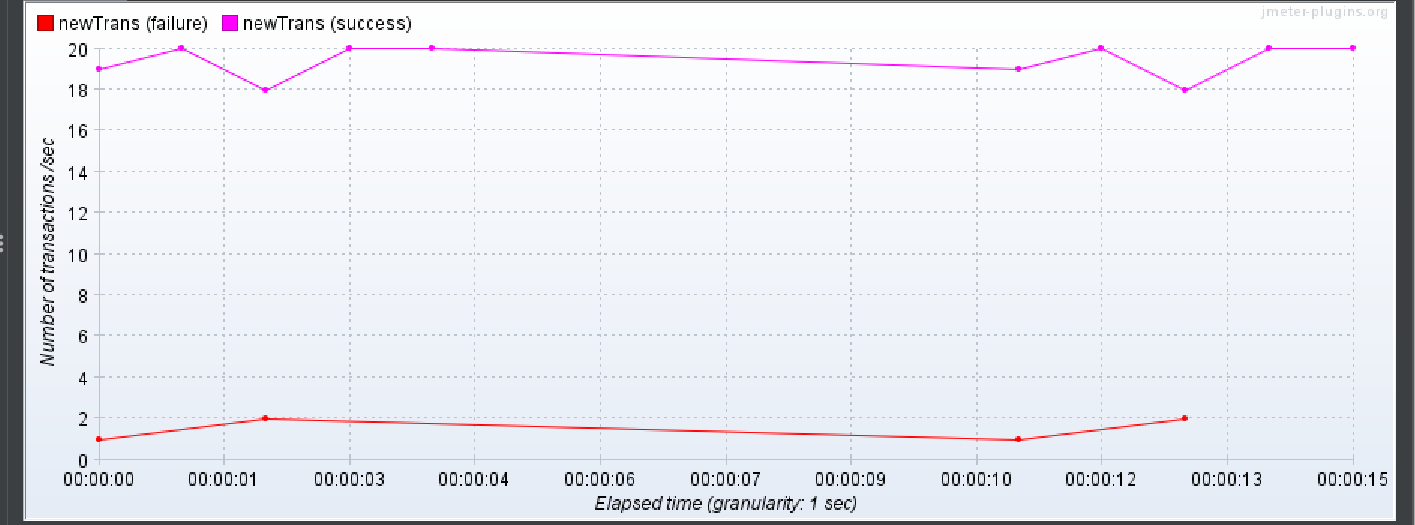 jmeter-plugins.org
newTrans (failure) newTrans (success)
20
18
16
14
12
10
8
6
4
2
0
Number of transactions/sec
00:00:00 00:00:01 00:00:03 00:00:04 00:00:06 00:00:07 00:00:09 00:00:10 00:00:12 00:00:13 00:00:15
Elapsed time (granularity: 1 sec)